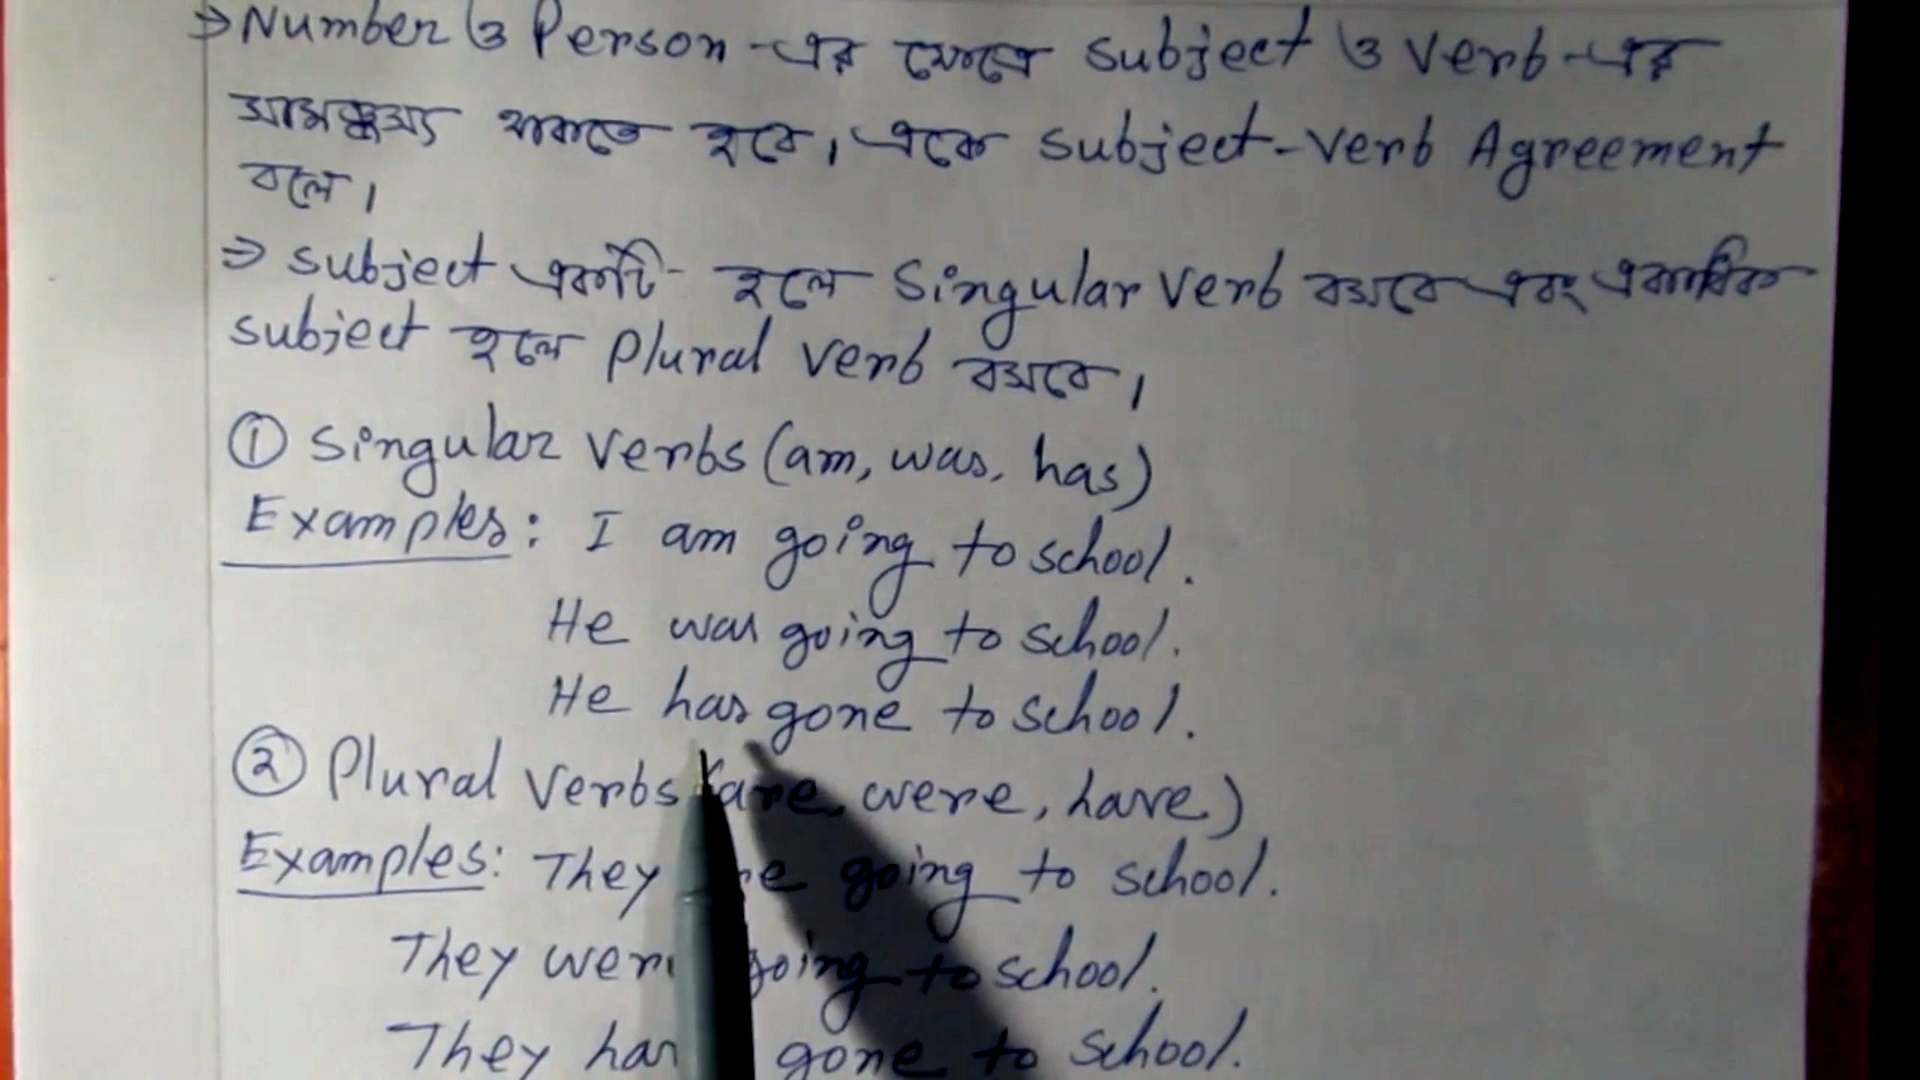 ⇒ Number ও Person-এর ক্ষেত্রে subject ও verb-এর
সামঞ্জস্য থাকতে হবে। একে subject-verb Agreement
বলে।
⇒ subject একটি হলে Singular verb বসবে এবং একাধিক
subject হলে plural verb বসবে।
① Singular verbs (am, was, has)
Examples: I am going to school.
He was going to school.
He has gone to school.
② Plural verbs (are, were, have)
Examples: They going to school.
They going to school.
They gone to school.